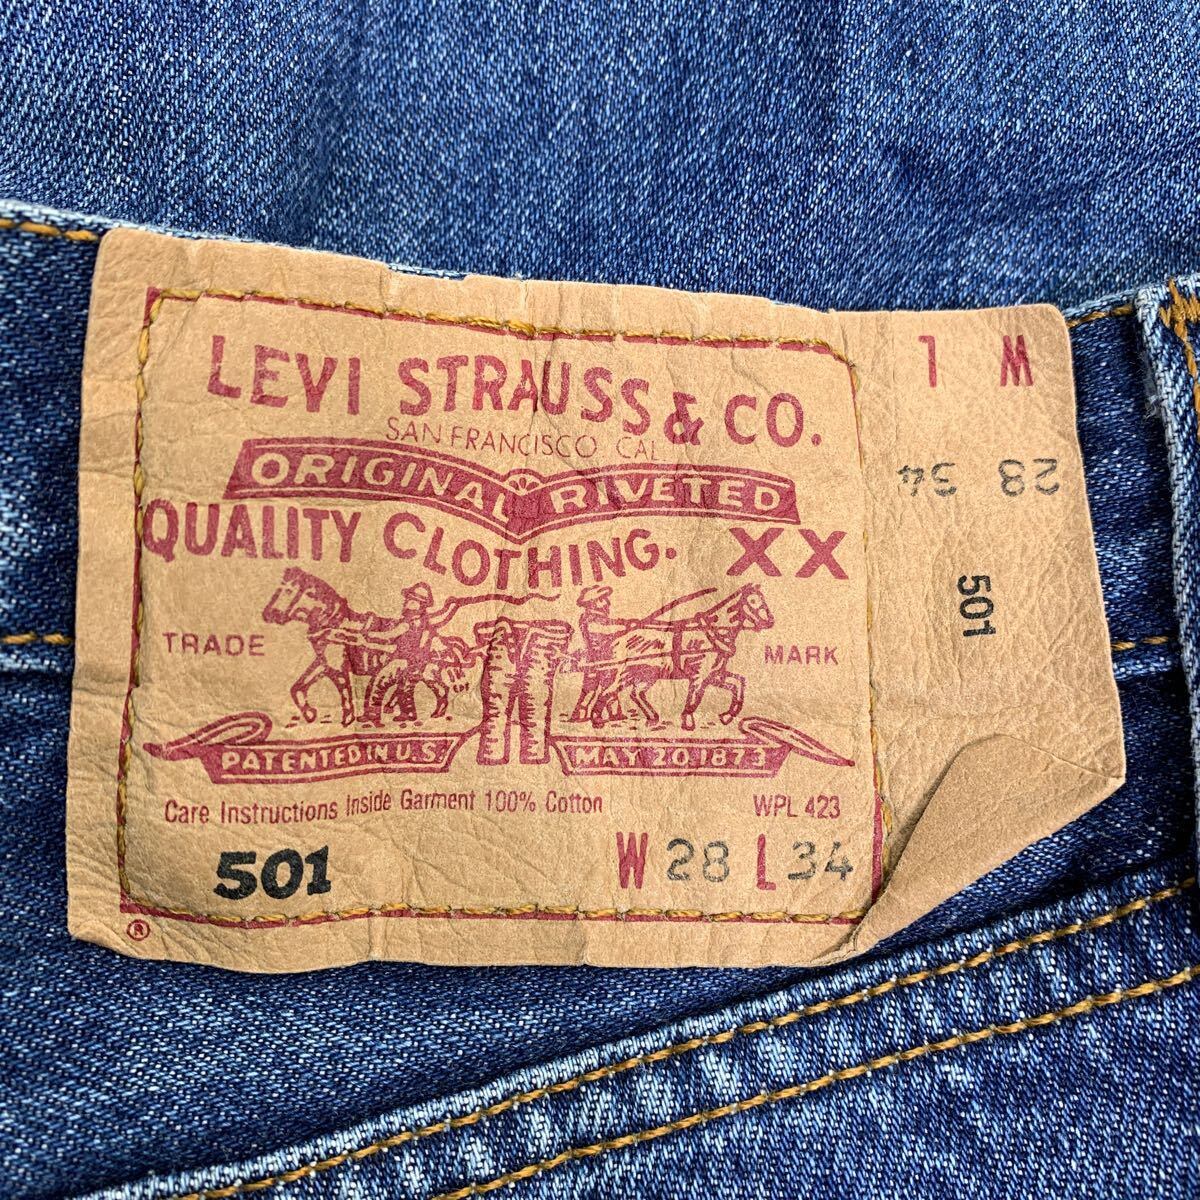 LEVI STRAUSS & CO.
SAN FRANCISCO CAL
ORIGINAL RIVETED
QUALITY CLOTHING. XX
TRADE MARK
PATENTED IN U.S. MAY 20 1873
Care Instructions Inside Garment 100% Cotton WPL 423
501 W 28 L 34
®
L W
34 28
501